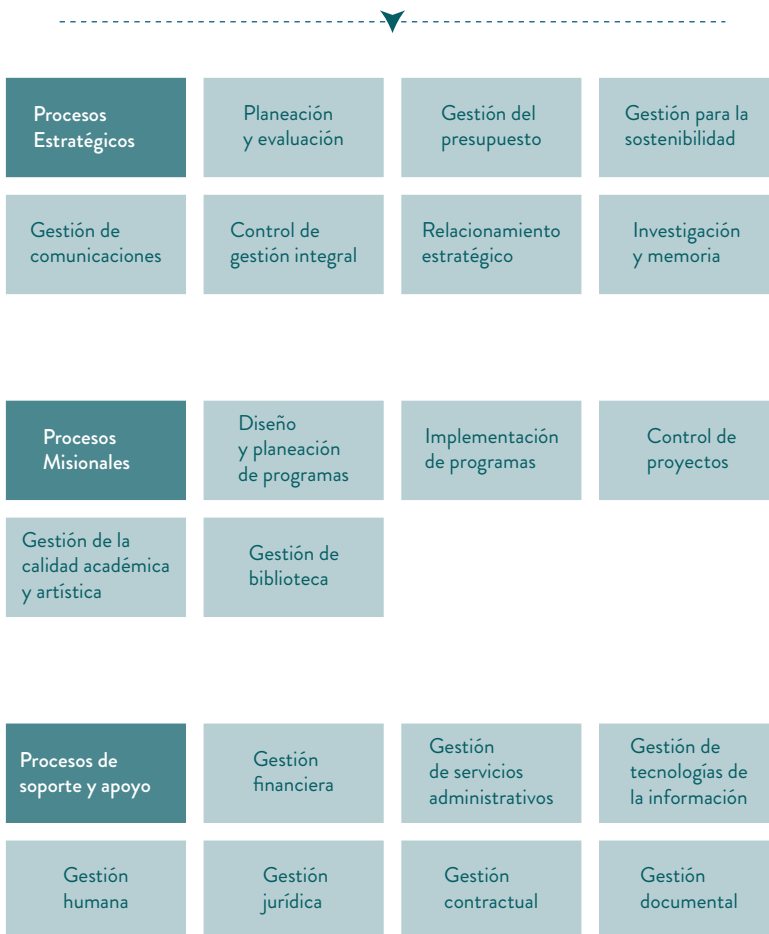 Procesos
Estratégicos
Planeación
y evaluación
Gestión del
presupuesto
Gestión para la
sostenibilidad
Gestión de
comunicaciones
Control de
gestión integral
Relacionamiento
estratégico
Investigación
y memoria
Procesos
Misionales
Diseño
y planeación
de programas
Implementación
de programas
Control de
proyectos
Gestión de la
calidad académica
y artística
Gestión de
biblioteca
Procesos de
soporte y apoyo
Gestión
financiera
Gestión
de servicios
administrativos
Gestión de
tecnologías de
la información
Gestión
humana
Gestión
jurídica
Gestión
contractual
Gestión
documental